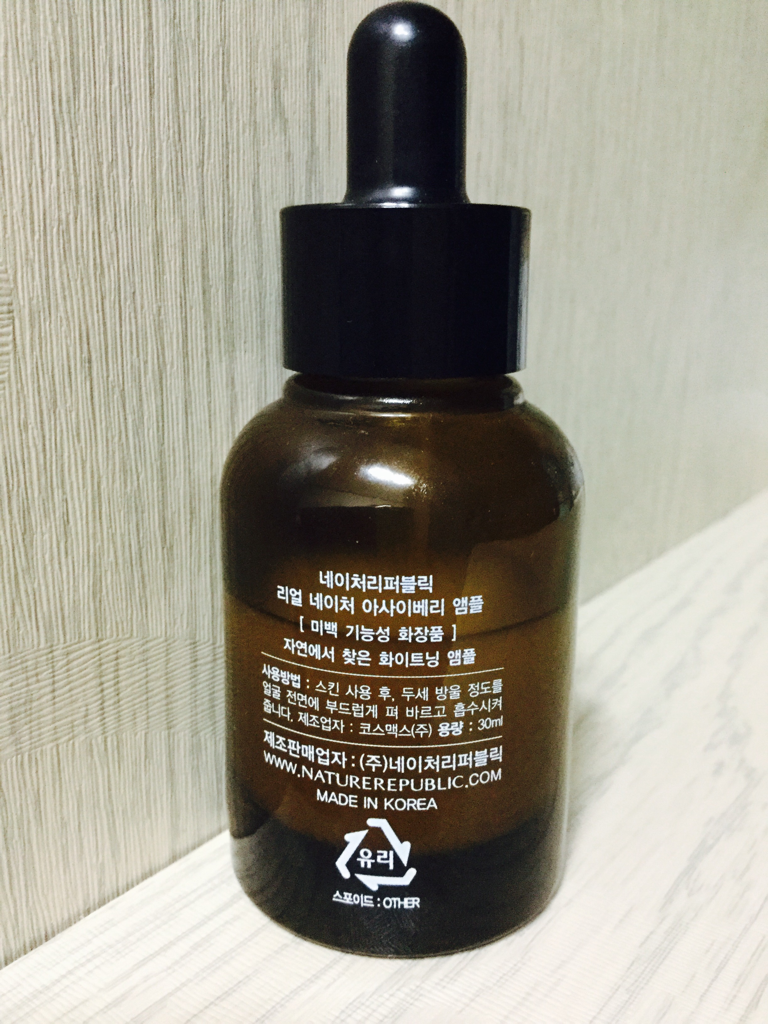 네이처리퍼블릭
리얼 네이처 아사이베리 앰플
[ 미백 기능성 화장품 ]
자연에서 찾은 화이트닝 앰플
사용방법 : 스킨 사용 후, 두세 방울 정도를
얼굴 전면에 부드럽게 펴 바르고 흡수시켜
줍니다. 제조업자 : 코스맥스(주) 용량 : 30ml
제조판매업자 : (주)네이처리퍼블릭
WWW.NATUREREPUBLIC.COM
MADE IN KOREA
유리
스포이드 : OTHER